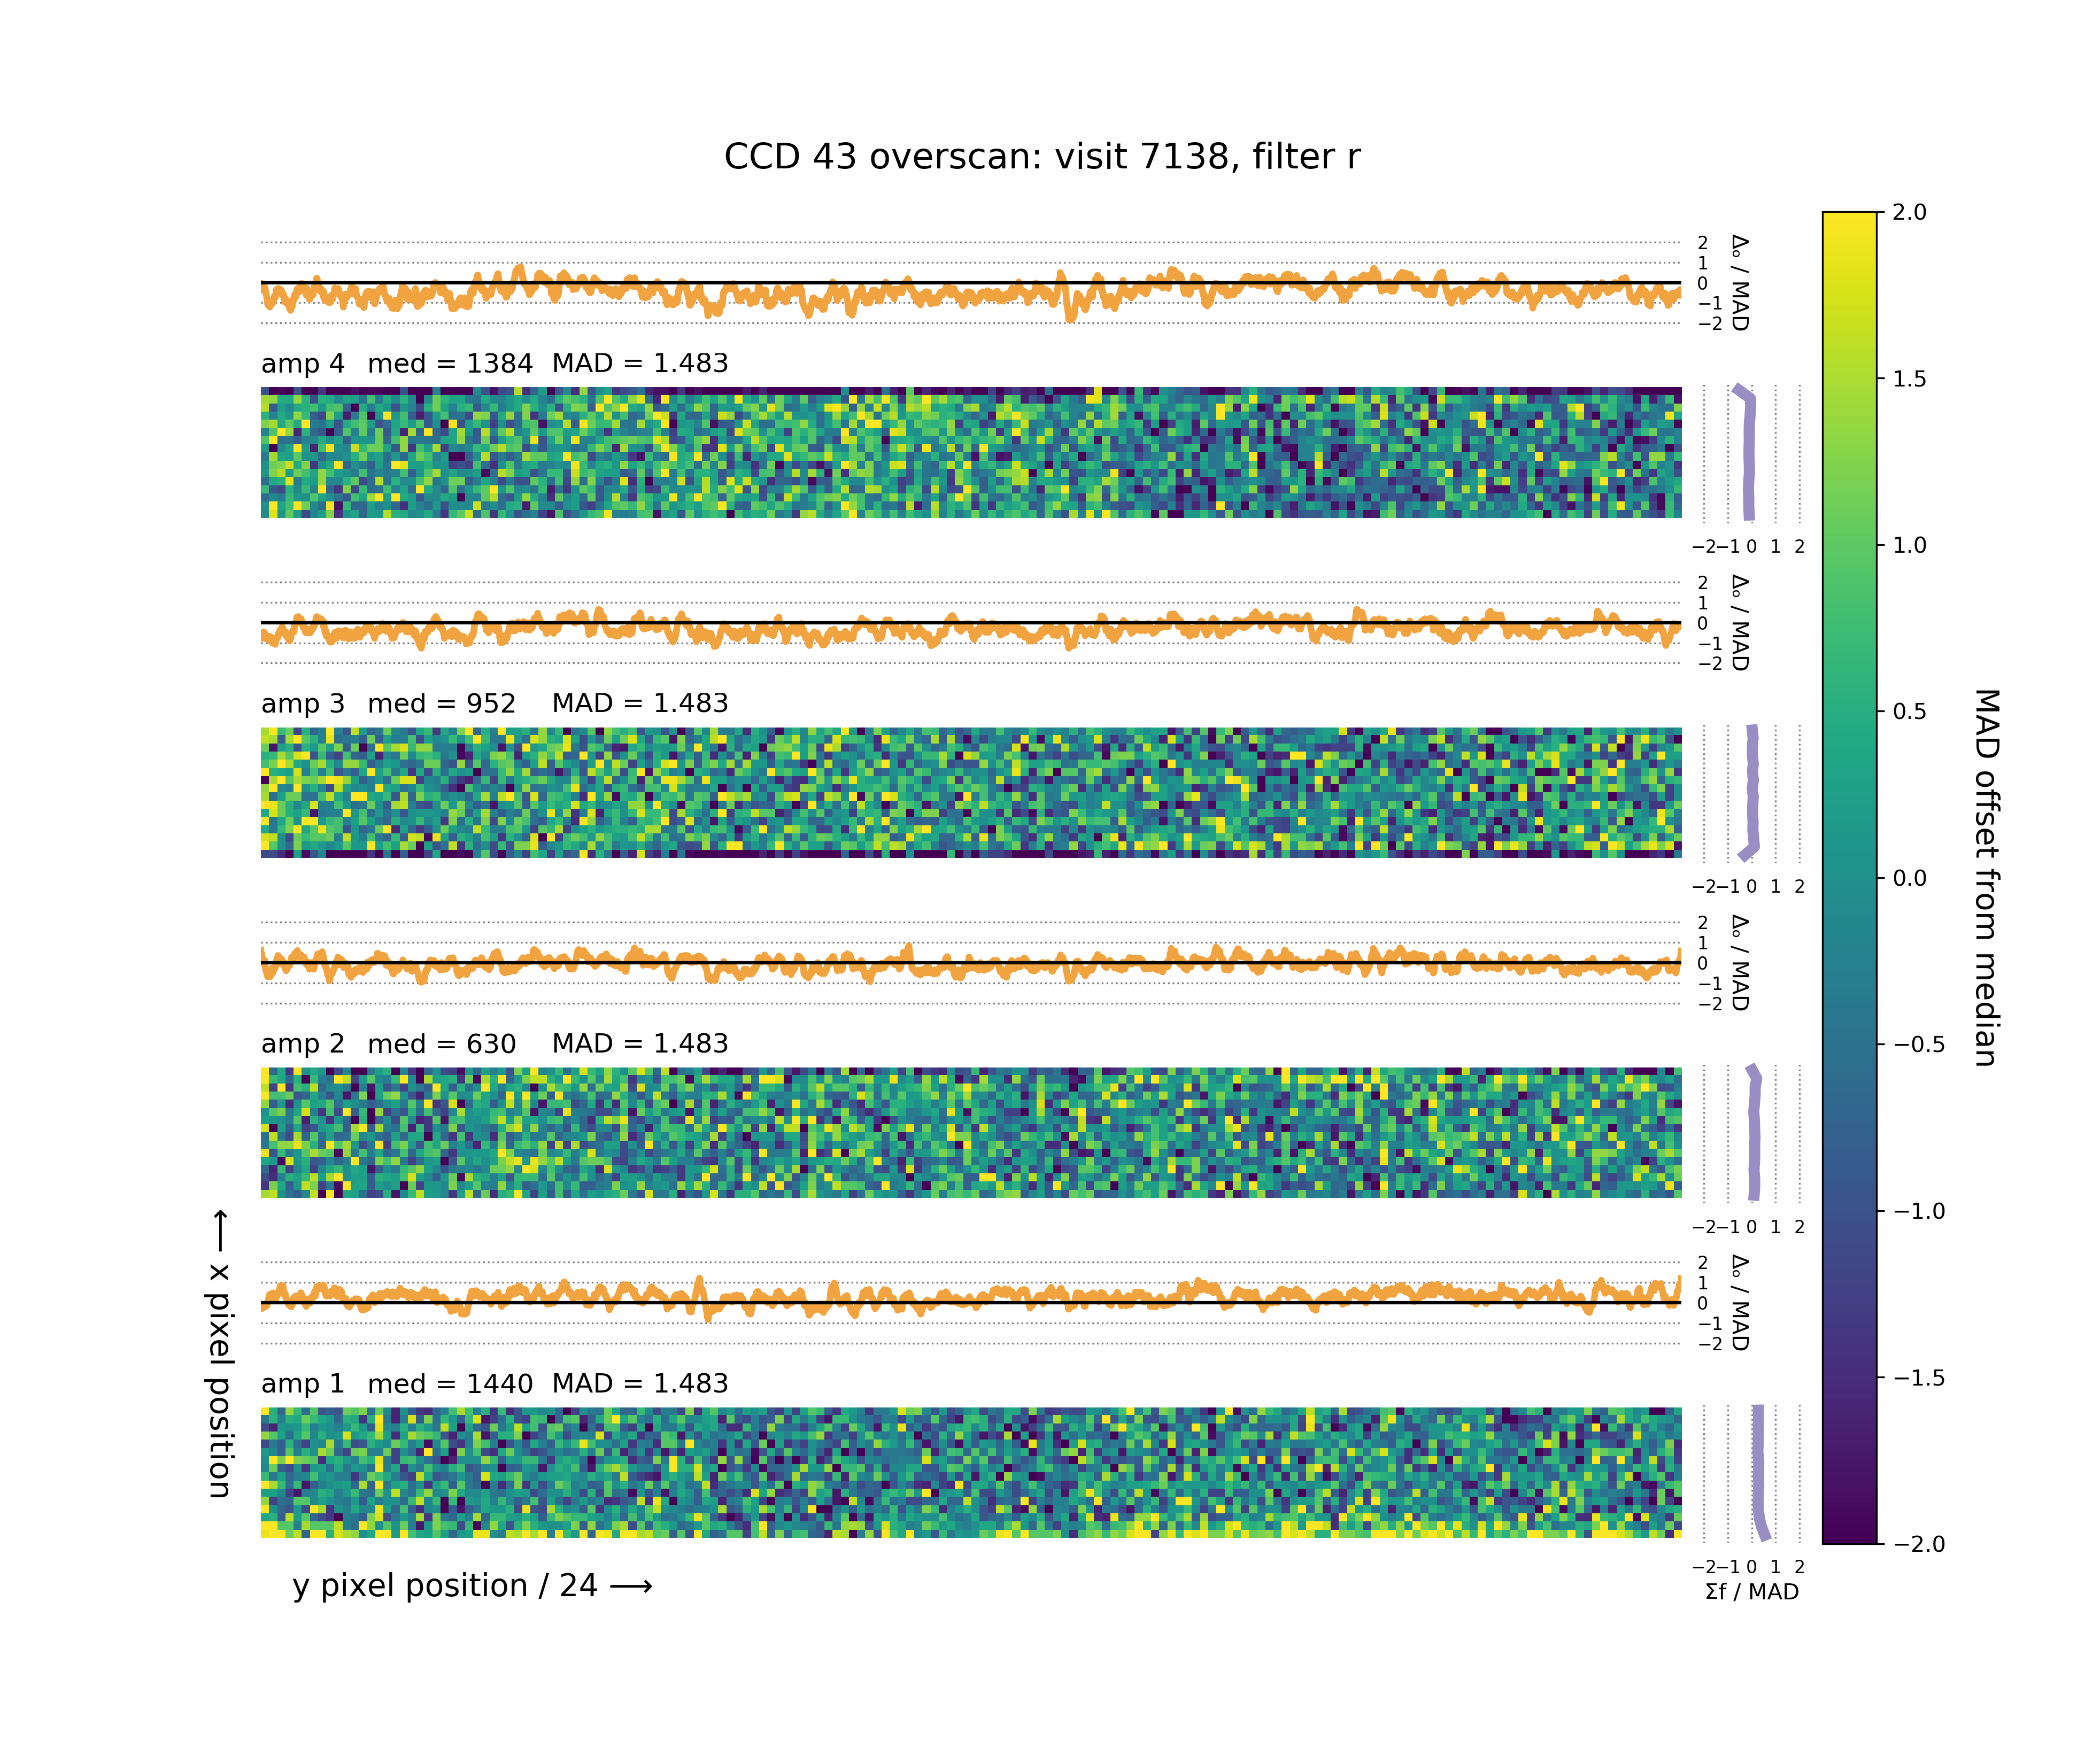 CCD 43 overscan: visit 7138, filter r
2
1
0
−1
−2
Δₒ / MAD
amp 4 med = 1384 MAD = 1.483
−2 −1 0 1 2
2
1
0
−1
−2
Δₒ / MAD
amp 3 med = 952 MAD = 1.483
−2 −1 0 1 2
2
1
0
−1
−2
Δₒ / MAD
amp 2 med = 630 MAD = 1.483
−2 −1 0 1 2
2
1
0
−1
−2
Δₒ / MAD
amp 1 med = 1440 MAD = 1.483
−2 −1 0 1 2
Σf / MAD
⟵ x pixel position
y pixel position / 24 ⟶
2.0
1.5
1.0
0.5
0.0
−0.5
−1.0
−1.5
−2.0
MAD offset from median